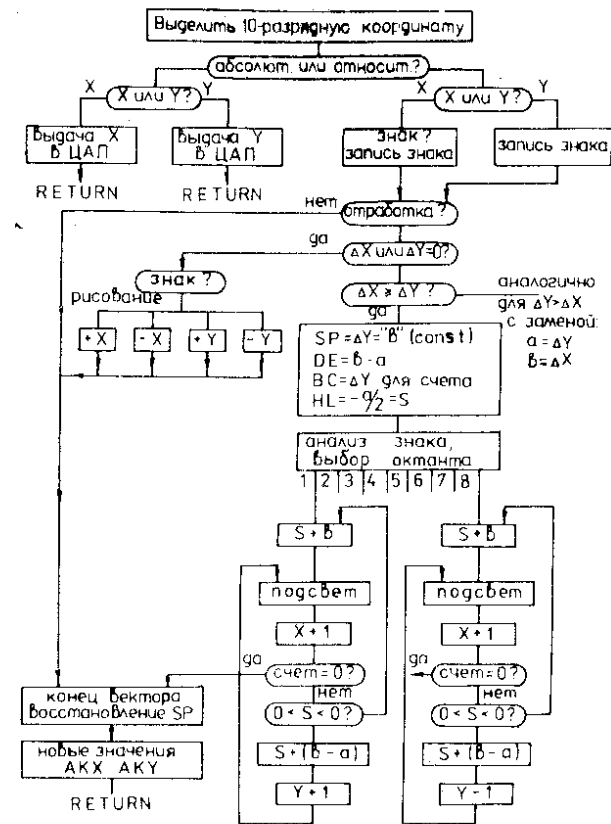 Выделить 10-разрядную координату
абсолют. или относит.?
X
X или Y?
Y
X
X или Y?
Y
выдача X
в ЦАП
выдача Y
в ЦАП
знак?
запись знака
запись знака
RETURN
RETURN
нет
отработка?
да
ΔX или ΔY=0?
знак?
ΔX ⩾ ΔY ?
да
аналогично
для ΔY>ΔX
с заменой:
a = ΔY
в = ΔX
рисование
+ X
- X
+ Y
- Y
SP = ΔY = "в" (const)
DE = в - a
BC = ΔY для счета
HL = -a/2 = S
анализ знака,
выбор октанта
1 2 3 4 5 6 7 8
S + в
S + в
подсвет
подсвет
X + 1
X + 1
да
счет = 0?
да
счет = 0?
нет
нет
0 < S < 0?
0 < S < 0?
конец вектора
восстановление SP
S + (в - a)
S + (в - a)
новые значения
AKX AKY
Y + 1
Y - 1
RETURN